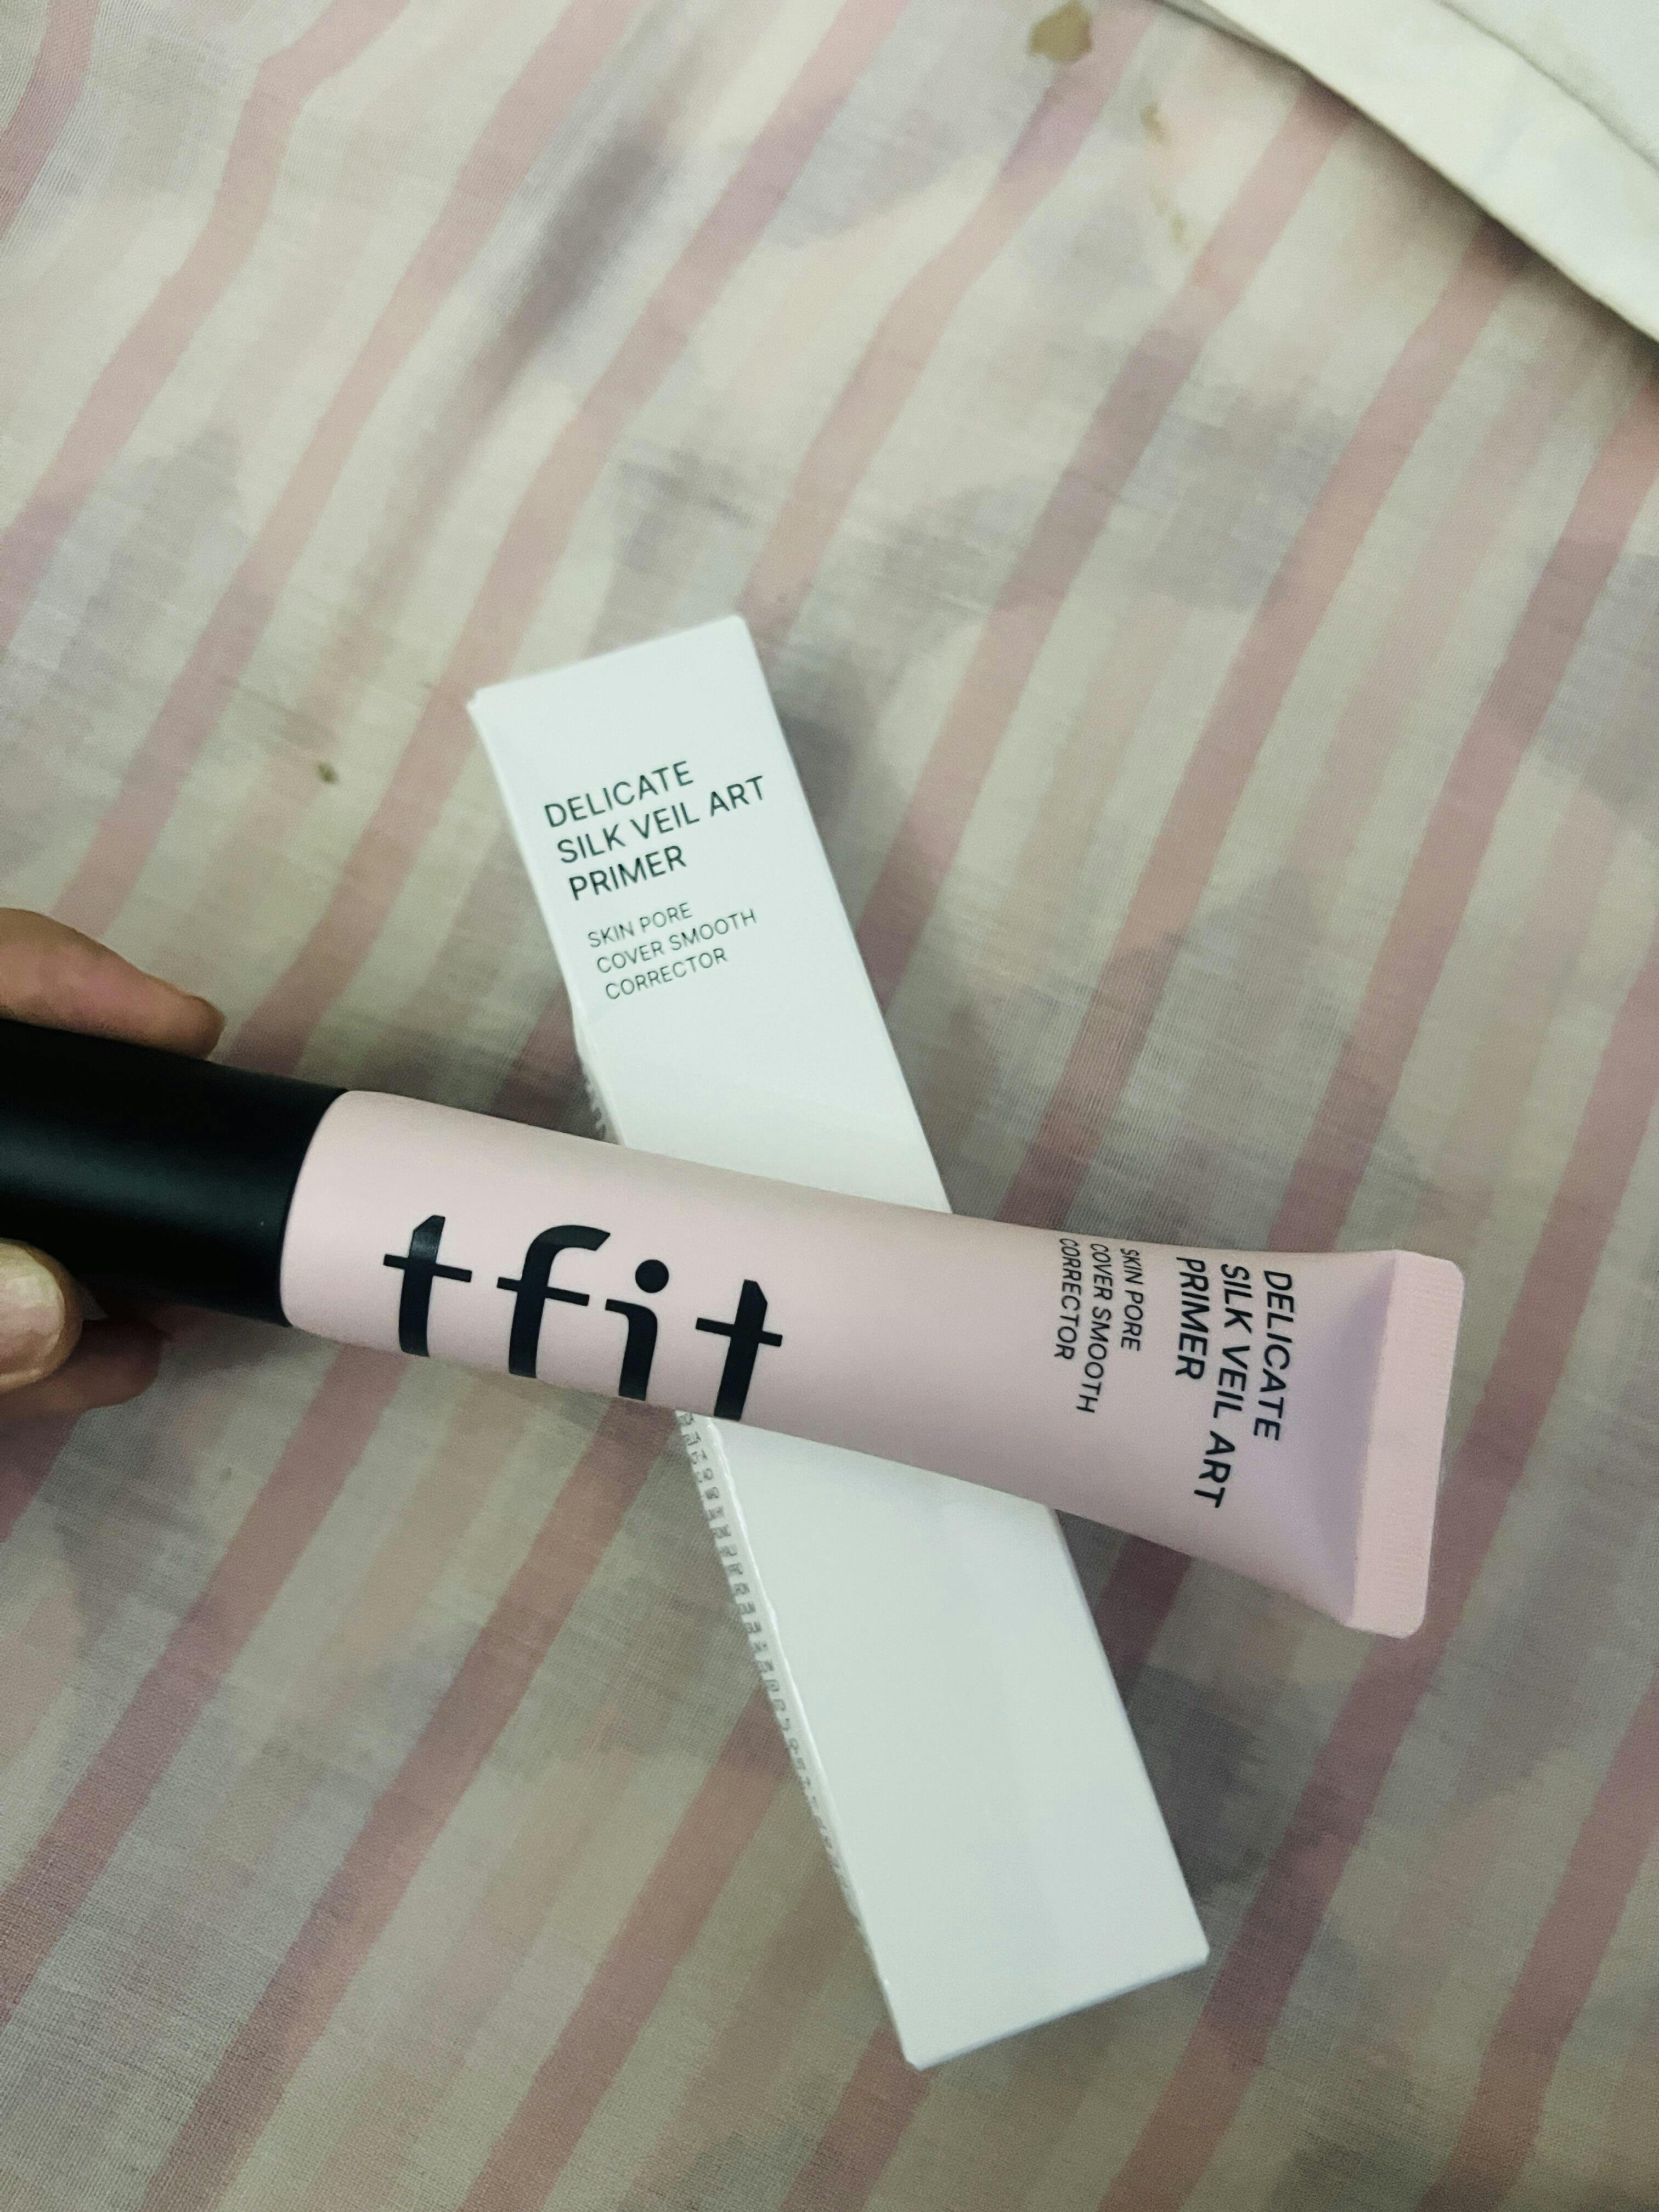 DELICATE
SILK VEIL ART
PRIMER
SKIN PORE
COVER SMOOTH
CORRECTOR
tfit
DELICATE
SILK VEIL ART
PRIMER
SKIN PORE
COVER SMOOTH
CORRECTOR